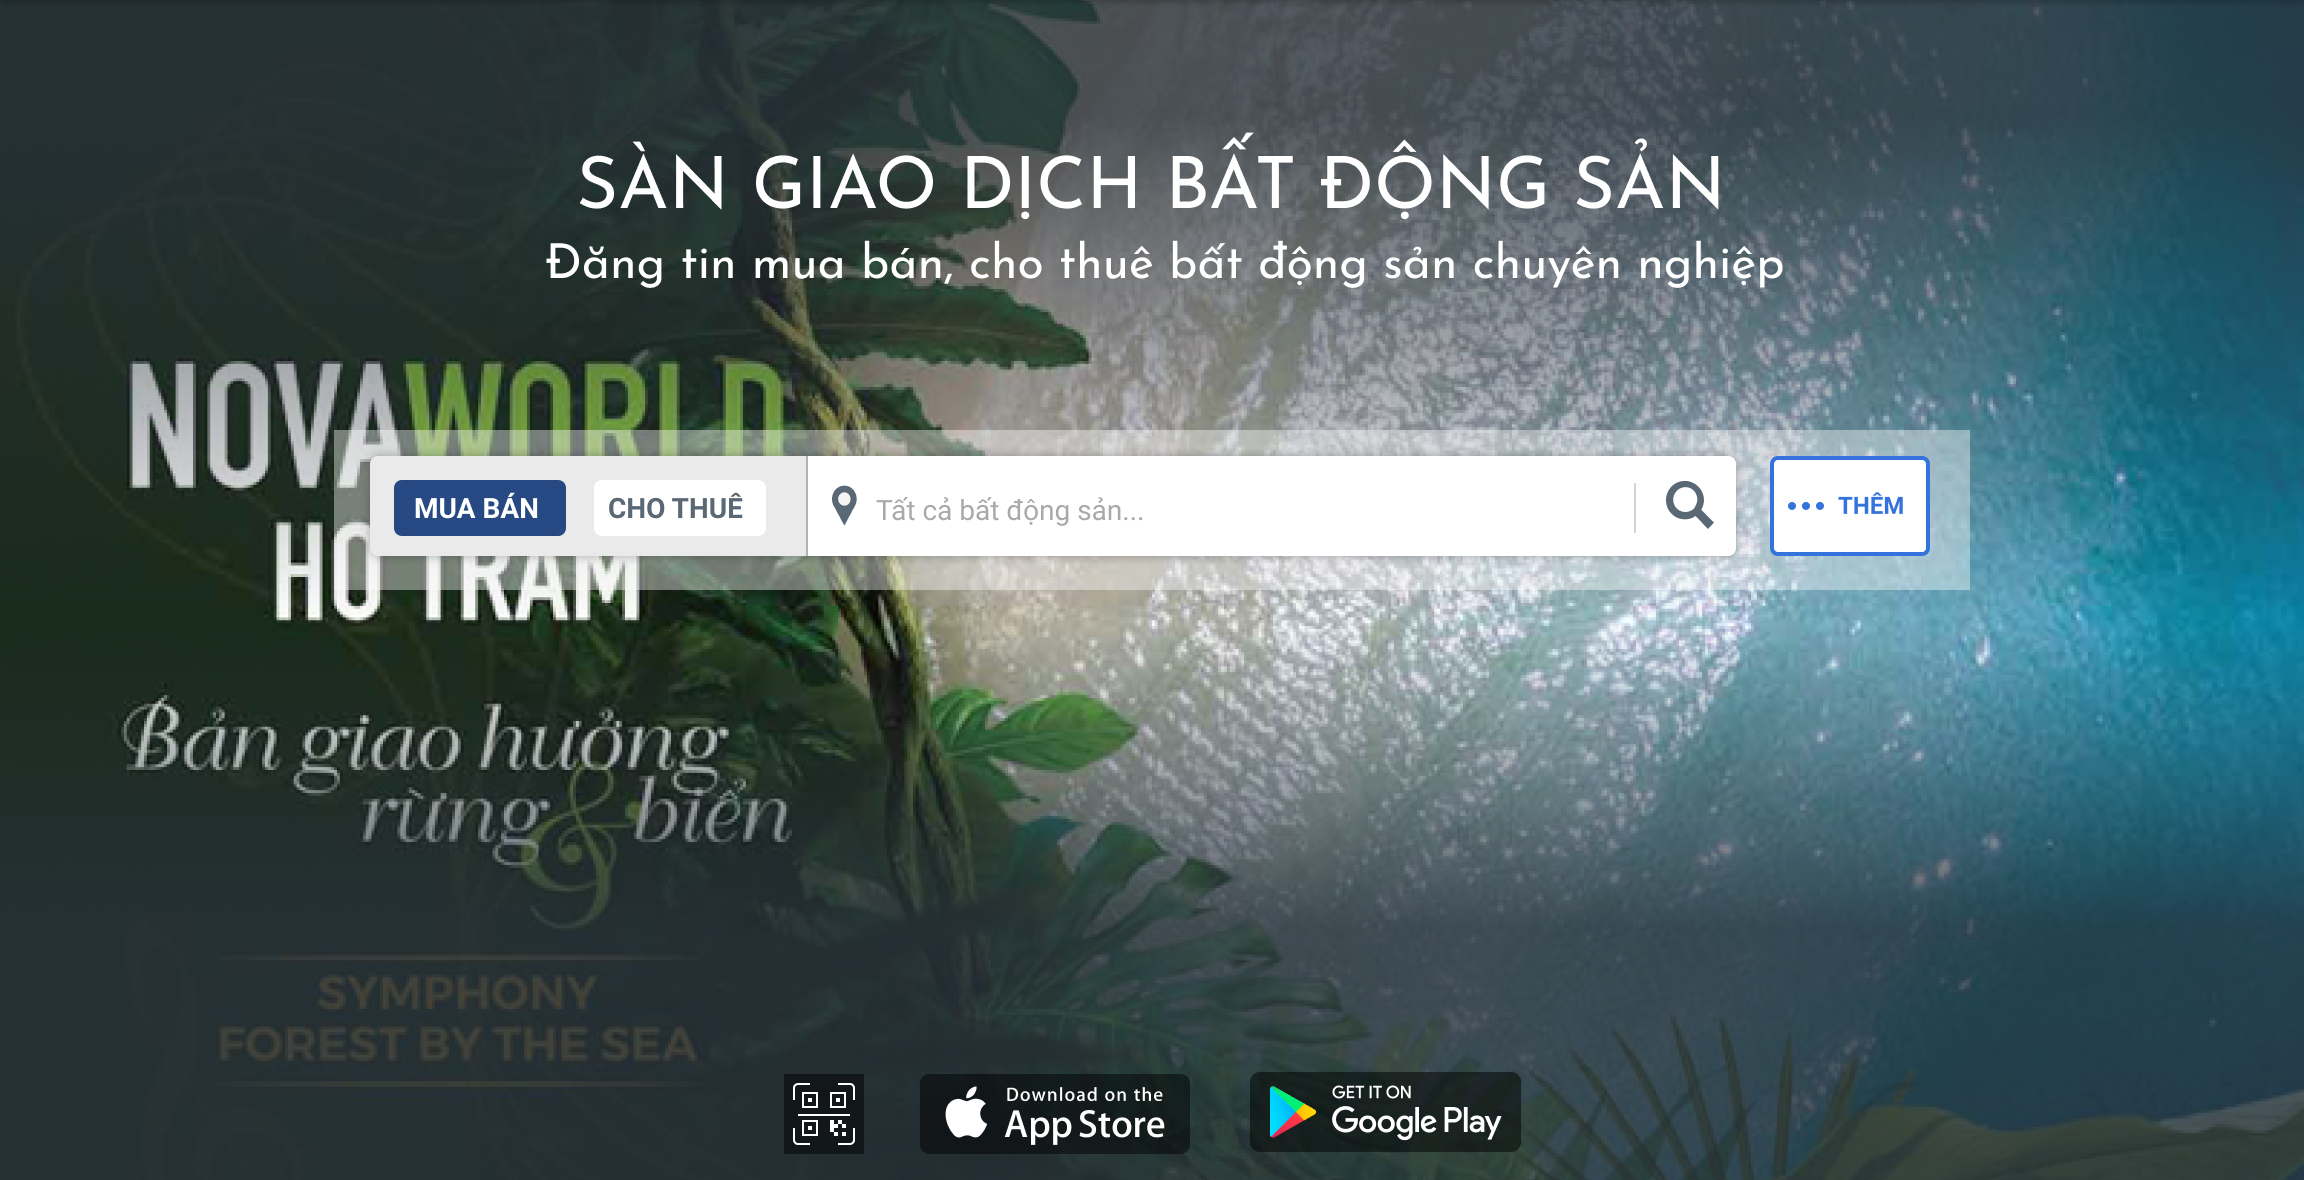 SÀN GIAO DỊCH BẤT ĐỘNG SẢN
Đăng tin mua bán, cho thuê bất động sản chuyên nghiệp
NOVAWORLD
MUA BÁN
CHO THUÊ
Tất cả bất động sản...
THÊM
HỒ TRÀM
Bản giao hưởng
rừng & biển
SYMPHONY
FOREST BY THE SEA
Download on the
App Store
GET IT ON
Google Play